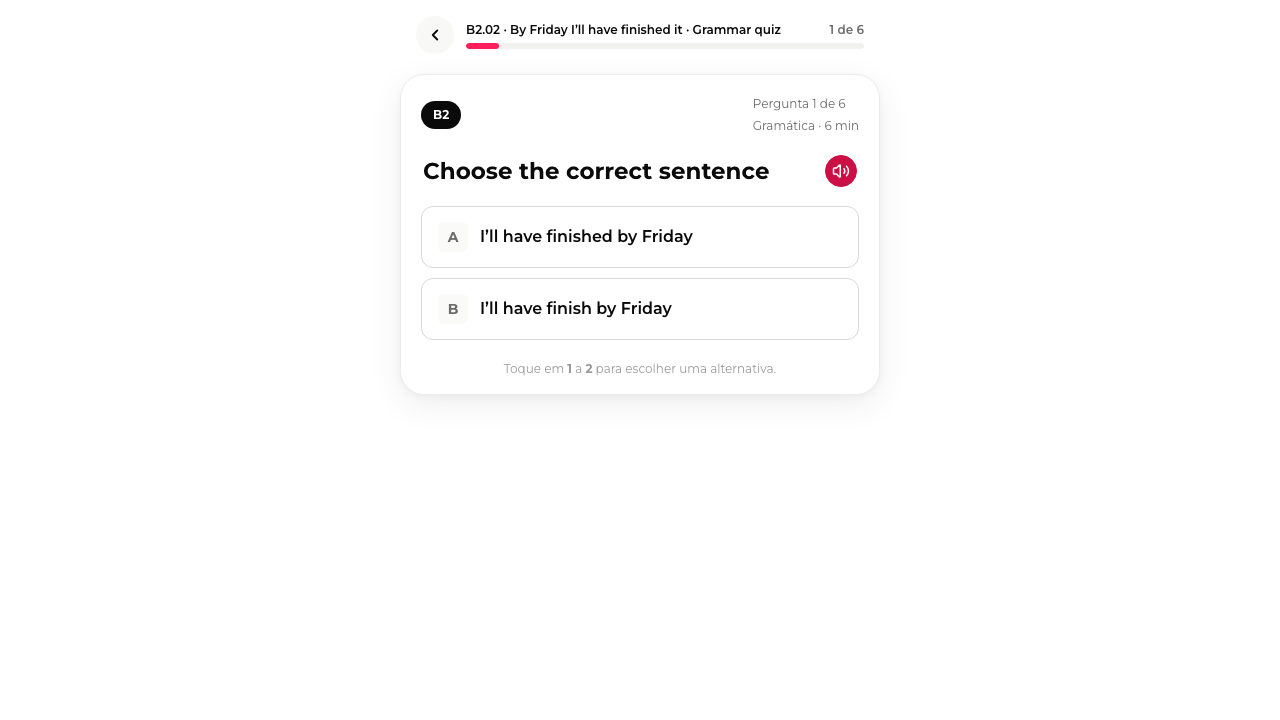 B2.02 · By Friday I’ll have finished it · Grammar quiz
1 de 6
B2
Pergunta 1 de 6
Gramática · 6 min
Choose the correct sentence
A
I’ll have finished by Friday
B
I’ll have finish by Friday
Toque em 1 a 2 para escolher uma alternativa.